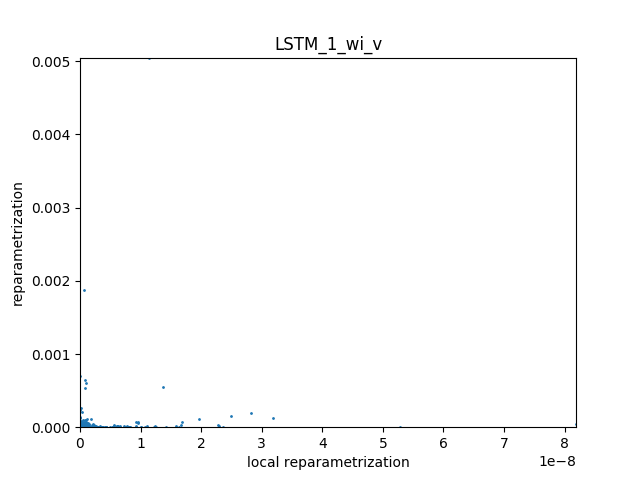 LSTM_1_wi_v
0.005
0.004
0.003
0.002
0.001
0.000
reparametrization
0 1 2 3 4 5 6 7 8
1e−8
local reparametrization